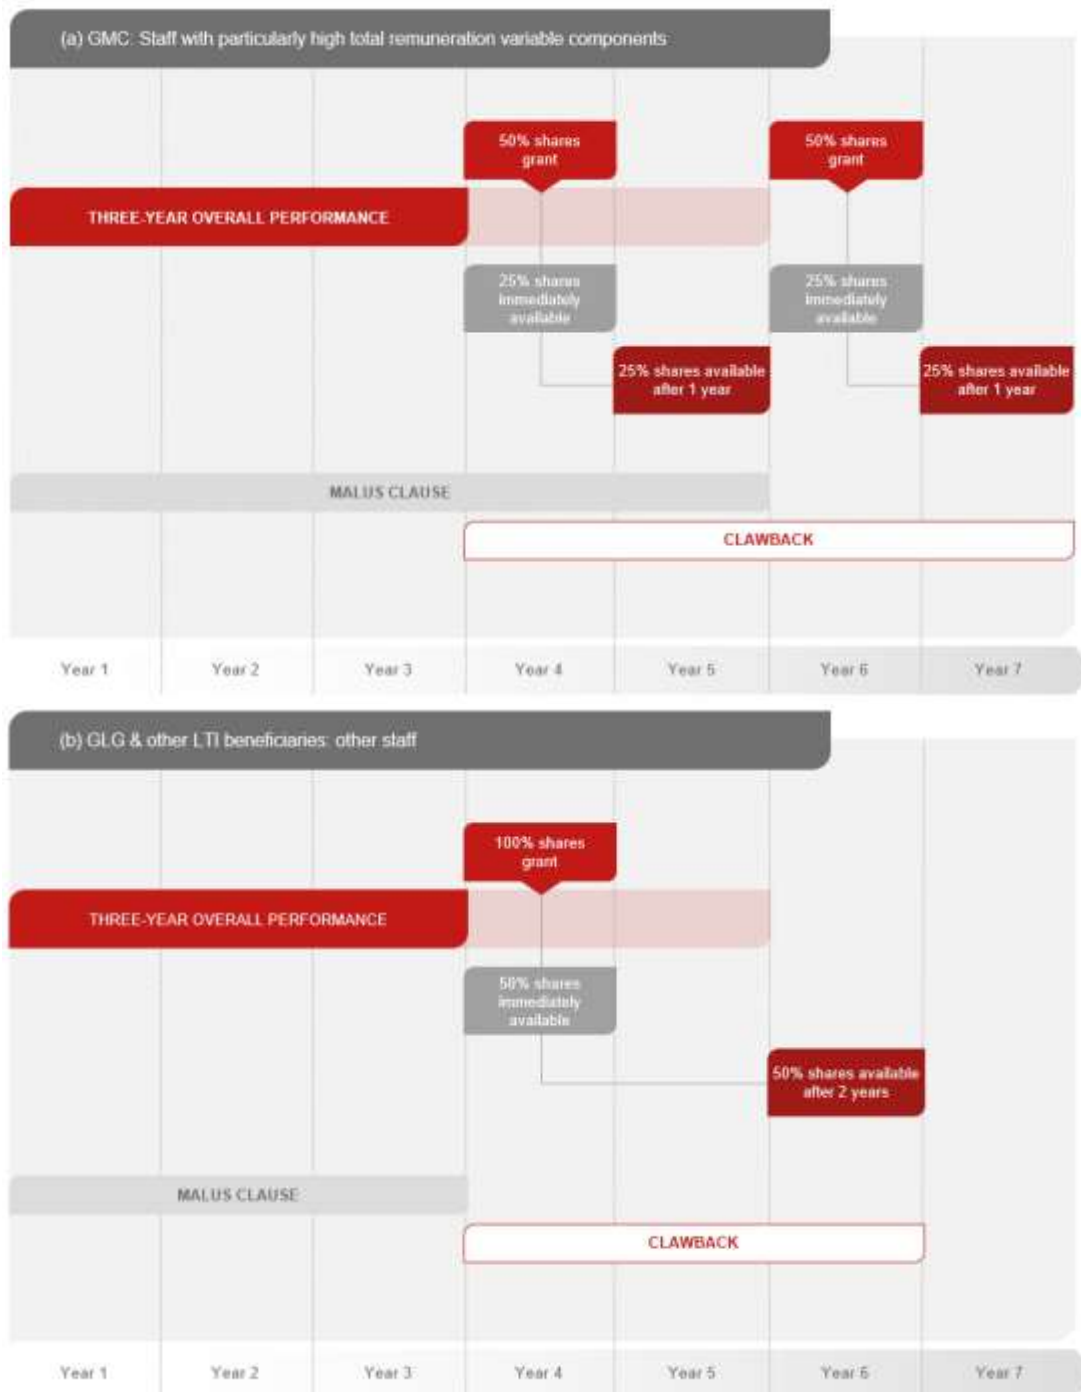 (a) GMC: Staff with particularly high total remuneration variable components
50% shares
grant
50% shares
grant
THREE-YEAR OVERALL PERFORMANCE
25% shares
immediately
available
25% shares
immediately
available
25% shares available
after 1 year
25% shares available
after 1 year
MALUS CLAUSE
CLAWBACK
Year 1 Year 2 Year 3 Year 4 Year 5 Year 6 Year 7
(b) GLG & other LTI beneficiaries: other staff
100% shares
grant
THREE-YEAR OVERALL PERFORMANCE
50% shares
immediately
available
50% shares available
after 2 years
MALUS CLAUSE
CLAWBACK
Year 1 Year 2 Year 3 Year 4 Year 5 Year 6 Year 7